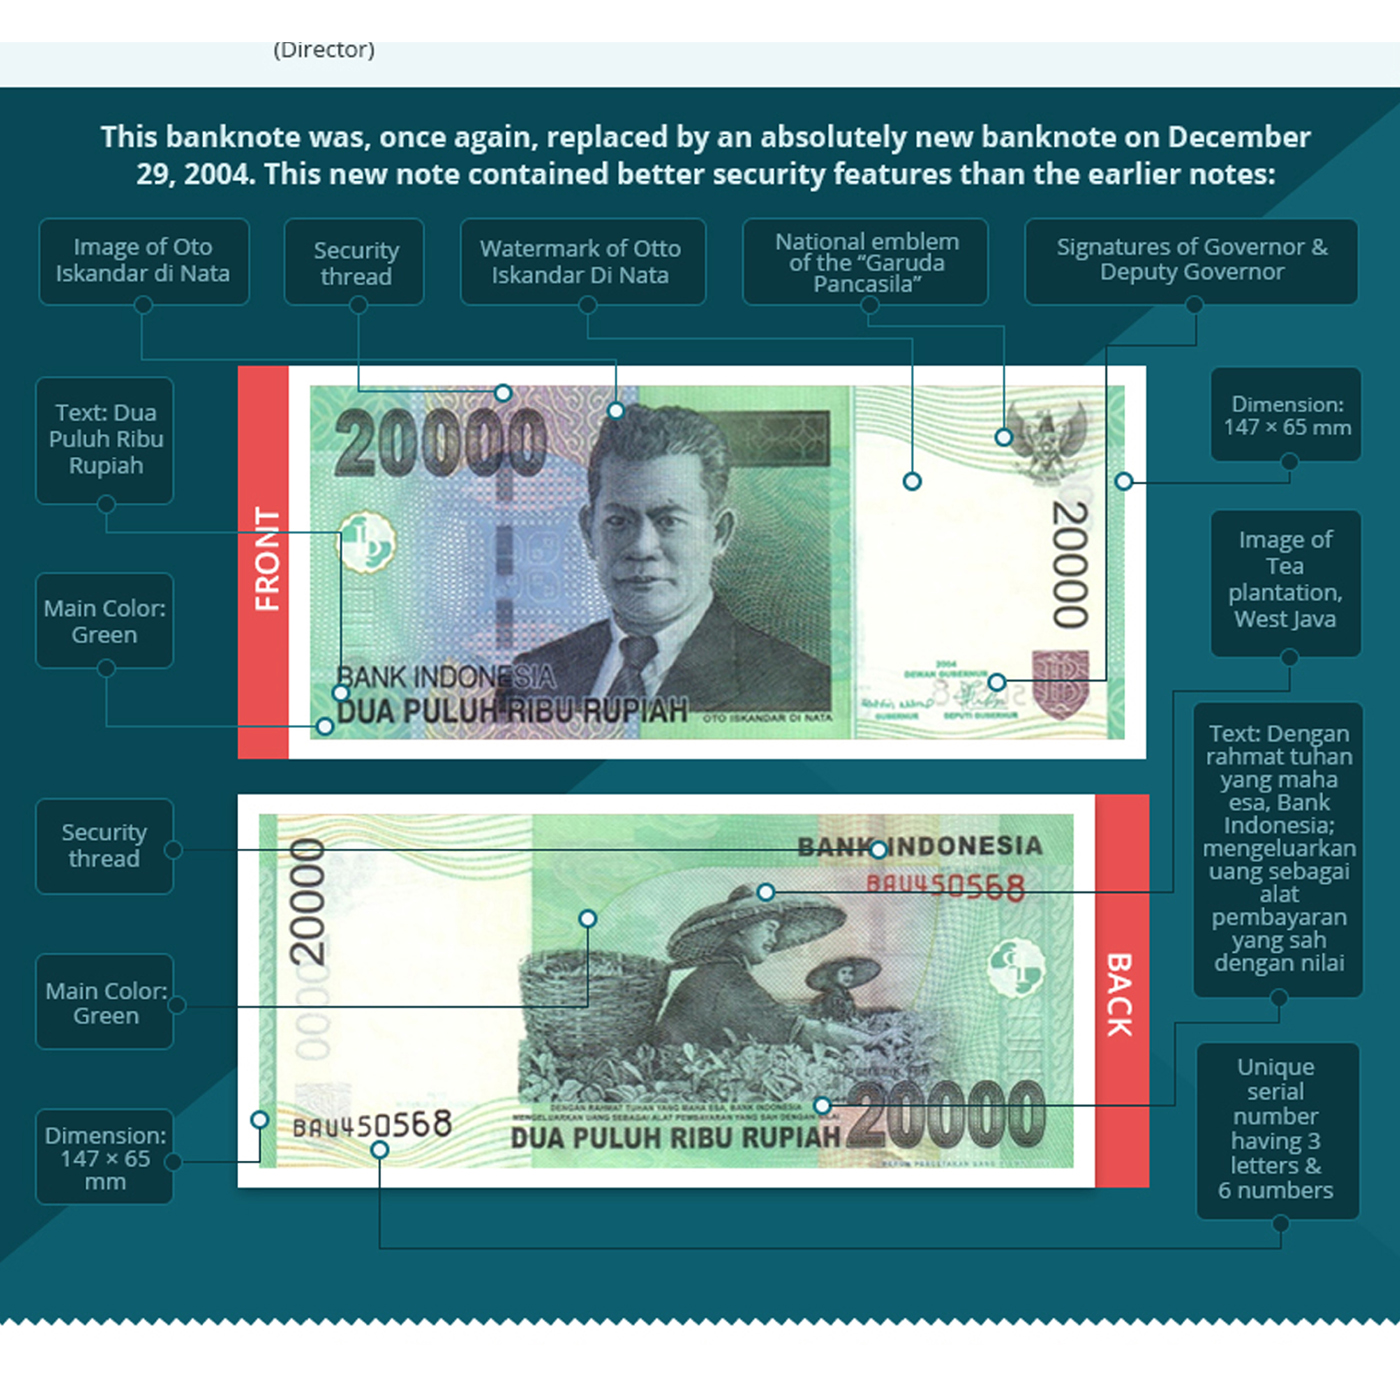 (Director)
This banknote was, once again, replaced by an absolutely new banknote on December
29, 2004. This new note contained better security features than the earlier notes:
Image of Oto
Iskandar di Nata
Security
thread
Watermark of Otto
Iskandar Di Nata
National emblem
of the “Garuda
Pancasila”
Signatures of Governor &
Deputy Governor
Text: Dua
Puluh Ribu
Rupiah
Main Color:
Green
FRONT
20000
BANK INDONESIA
DUA PULUH RIBU RUPIAH
OTO ISKANDAR DI NATA
20000
2004
DEWAN GUBERNUR
GUBERNUR
DEPUTI GUBERNUR
Dimension:
147 × 65 mm
Image of
Tea
plantation,
West Java
Security
thread
Main Color:
Green
Dimension:
147 × 65
mm
20000
BAU450568
BANK INDONESIA
BAU450568
DENGAN RAHMAT TUHAN YANG MAHA ESA, BANK INDONESIA
MENGELUARKAN UANG SEBAGAI ALAT PEMBAYARAN YANG SAH DENGAN NILAI
DUA PULUH RIBU RUPIAH
20000
BACK
Text: Dengan
rahmat tuhan
yang maha
esa, Bank
Indonesia;
mengeluarkan
uang sebagai
alat
pembayaran
yang sah
dengan nilai
Unique
serial
number
having 3
letters &
6 numbers